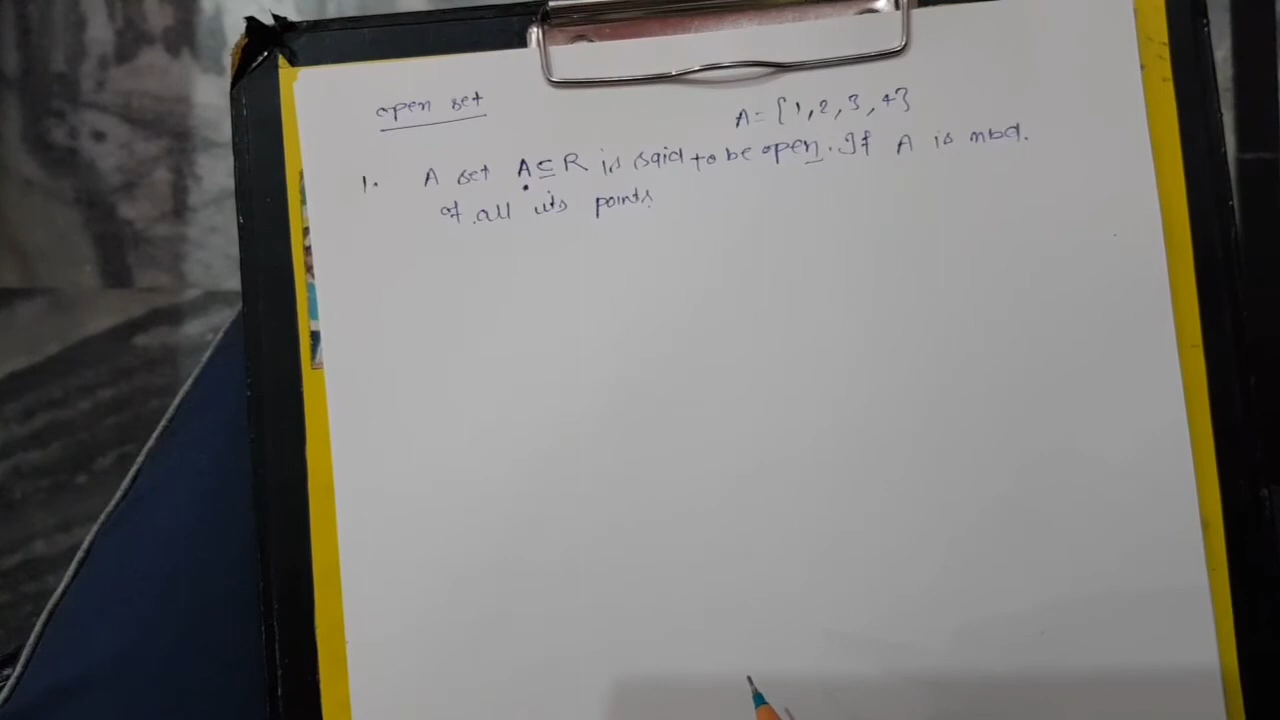 open set
A = {1, 2, 3, 4}
1. A set A ⊆ R is said to be open. If A is nbd.
of all its points.